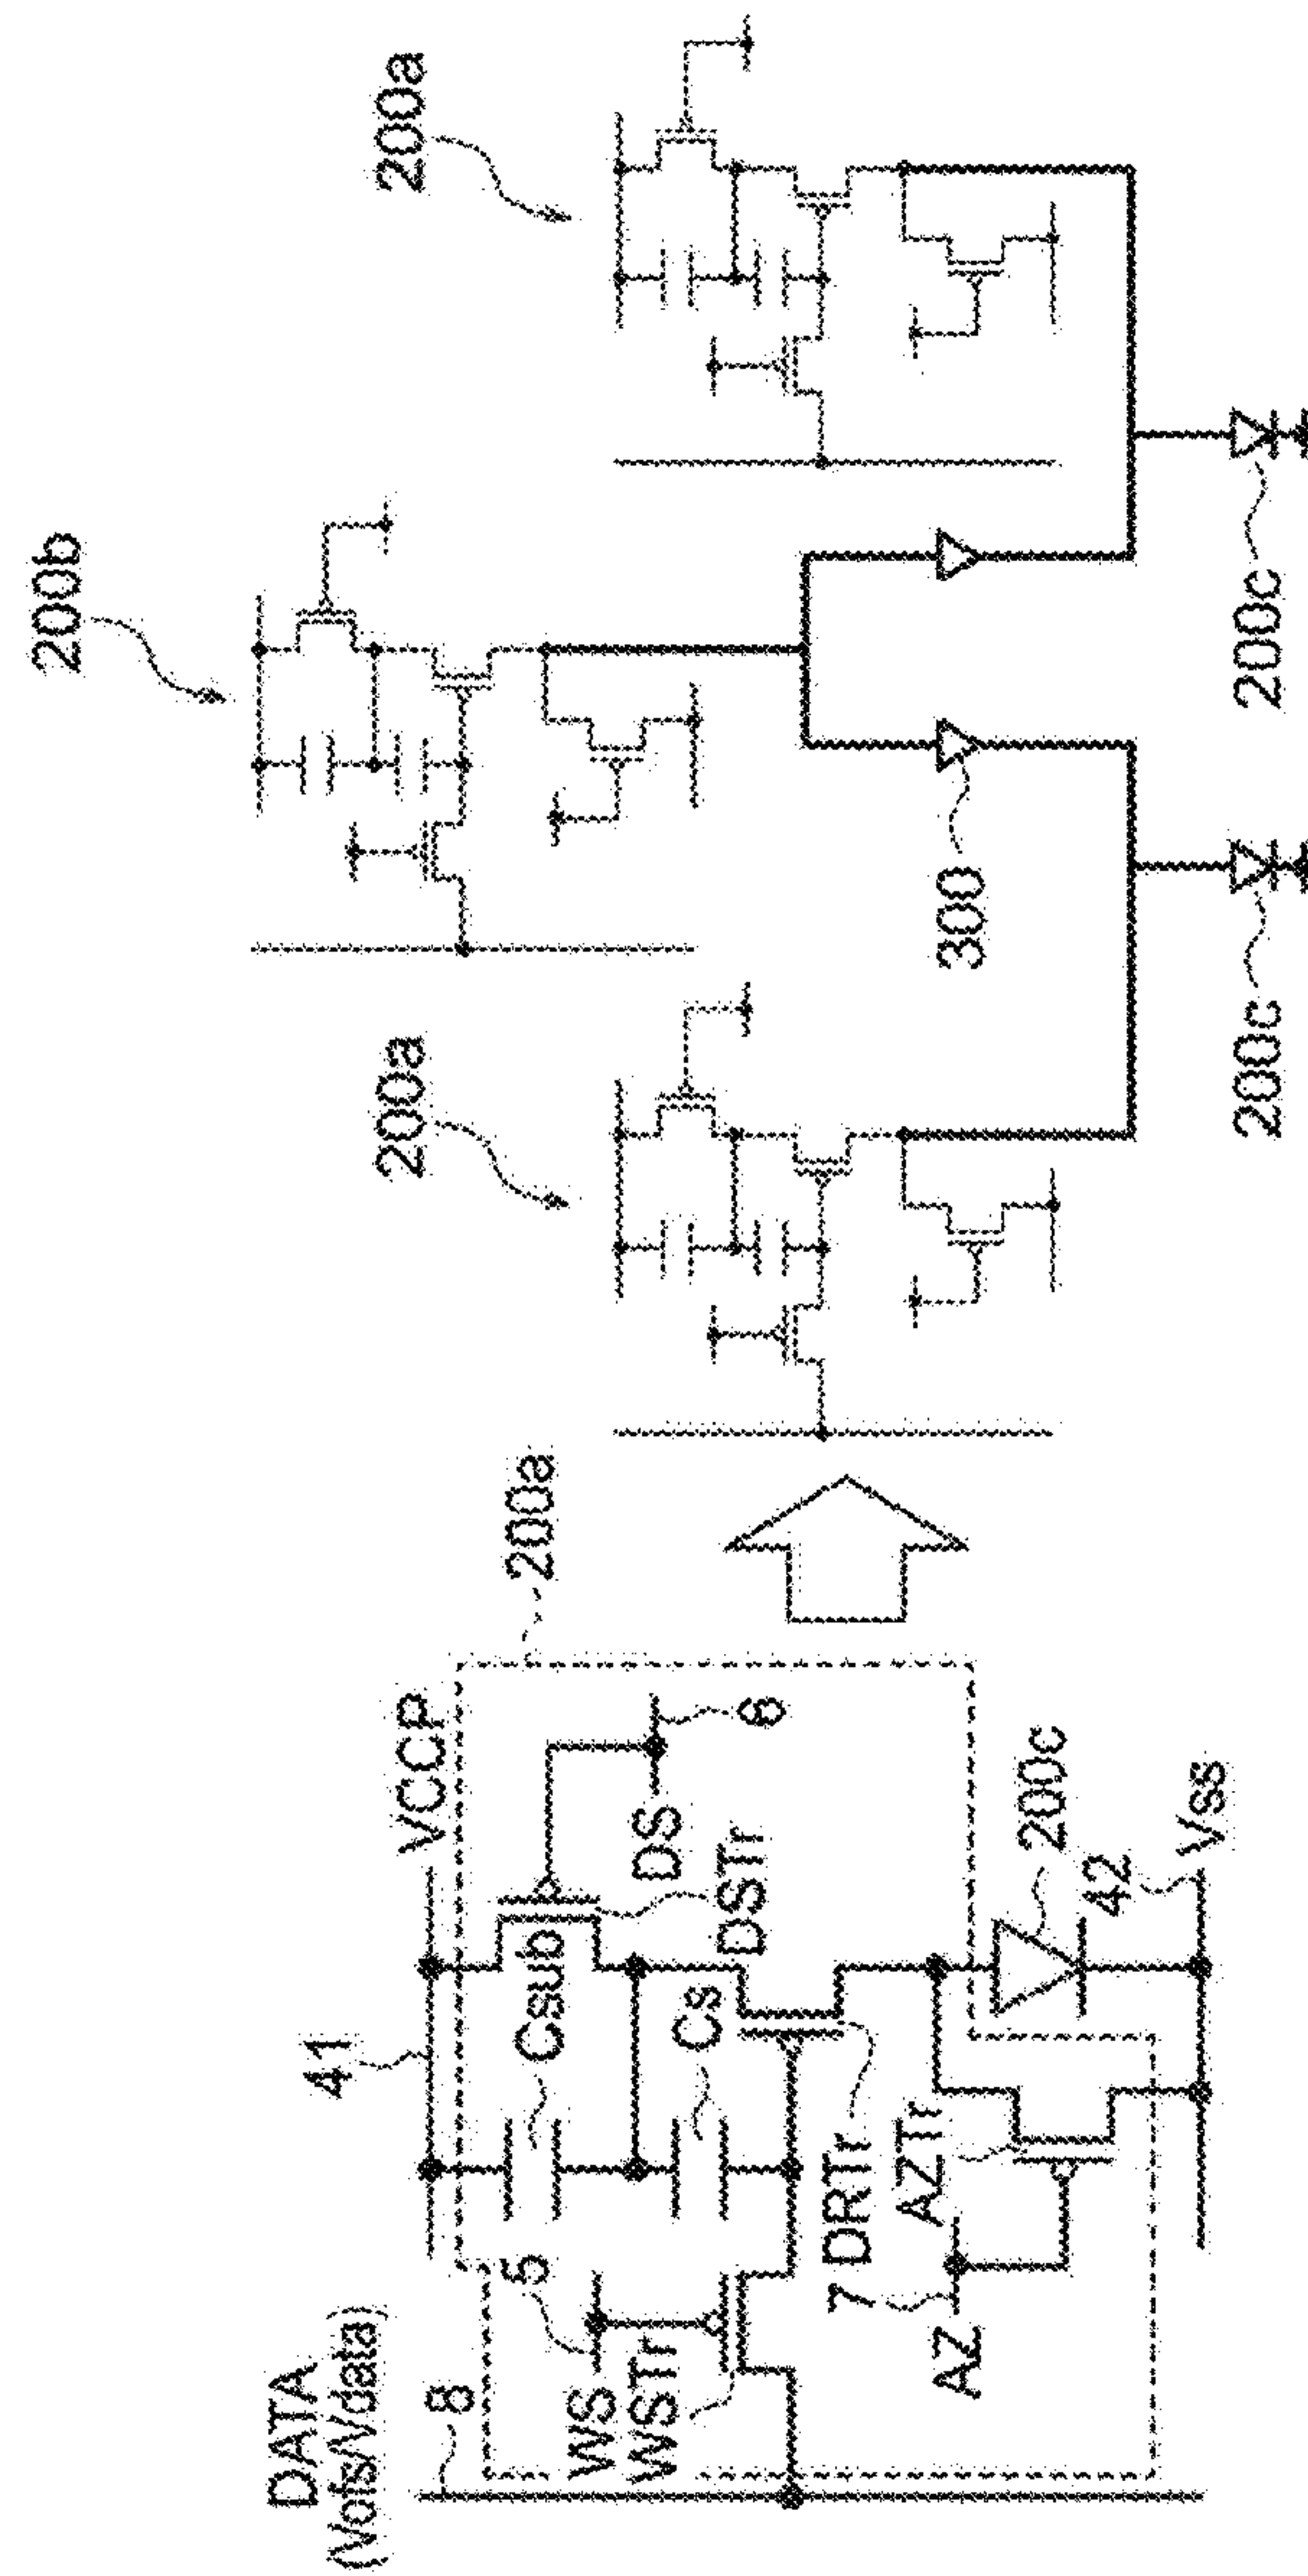 DATA
(Vofs/Vdata)
8
41
VCCP
200a
WS
5
WSTr
Csub
Cs
DS
6
DSTr
7
DRTr
AZ
AZTr
200c
42
Vss
200a
200b
200a
300
200c
200c